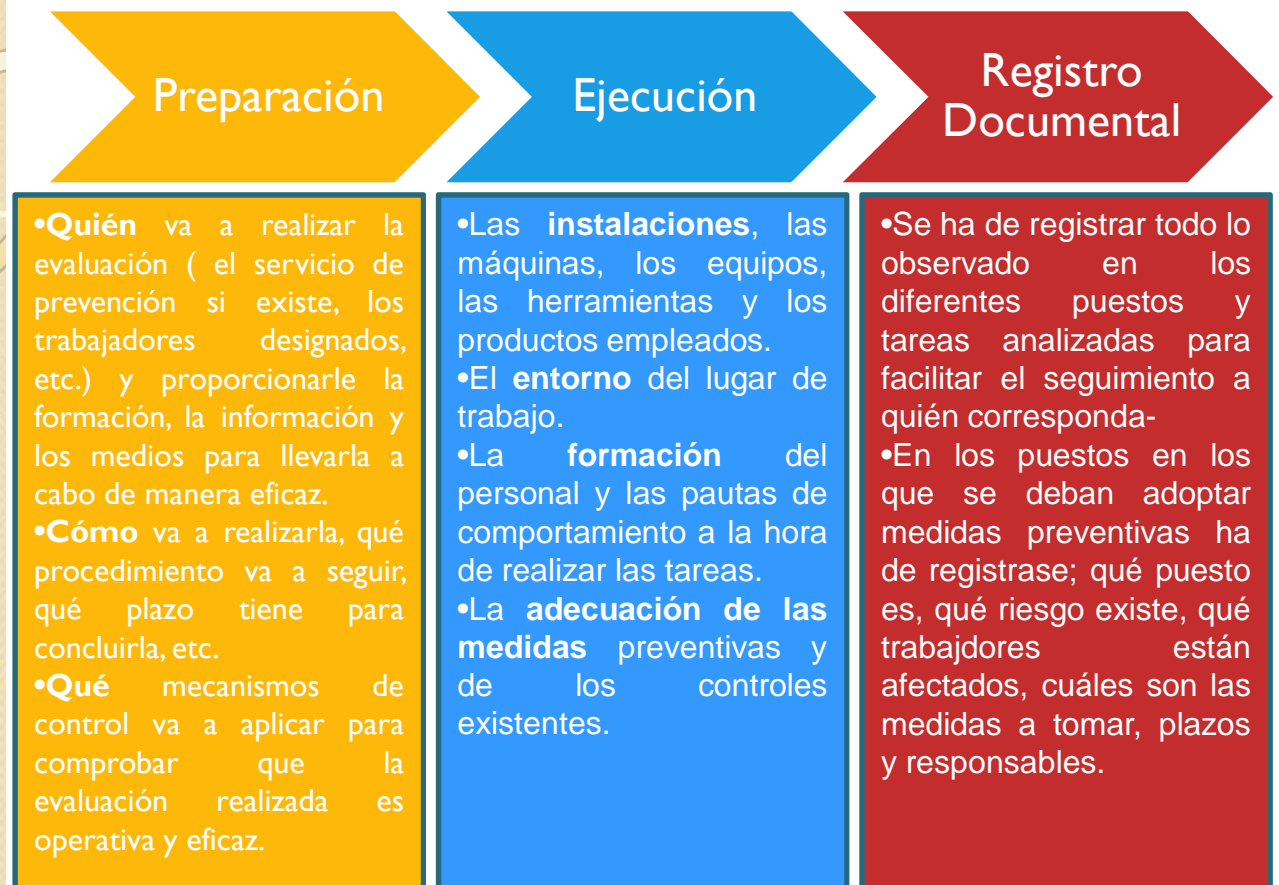 Preparación
Ejecución
Registro
Documental
•Quién va a realizar la
evaluación ( el servicio de
prevención si existe, los
trabajadores designados,
etc.) y proporcionarle la
formación, la información y
los medios para llevarla a
cabo de manera eficaz.
•Cómo va a realizarla, qué
procedimiento va a seguir,
qué plazo tiene para
concluirla, etc.
•Qué mecanismos de
control va a aplicar para
comprobar que la
evaluación realizada es
operativa y eficaz.
•Las instalaciones, las
máquinas, los equipos,
las herramientas y los
productos empleados.
•El entorno del lugar de
trabajo.
•La formación del
personal y las pautas de
comportamiento a la hora
de realizar las tareas.
•La adecuación de las
medidas preventivas y
de los controles
existentes.
•Se ha de registrar todo lo
observado en los
diferentes puestos y
tareas analizadas para
facilitar el seguimiento a
quién corresponda-
•En los puestos en los
que se deban adoptar
medidas preventivas ha
de registrase; qué puesto
es, qué riesgo existe, qué
trabajdores están
afectados, cuáles son las
medidas a tomar, plazos
y responsables.